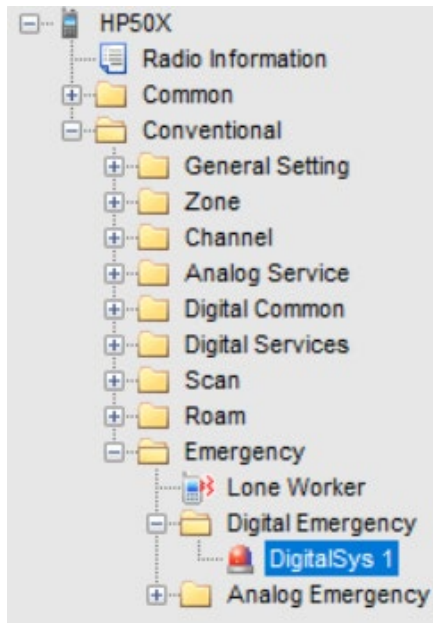 HP50X
Radio Information
Common
Conventional
General Setting
Zone
Channel
Analog Service
Digital Common
Digital Services
Scan
Roam
Emergency
Lone Worker
Digital Emergency
DigitalSys 1
Analog Emergency